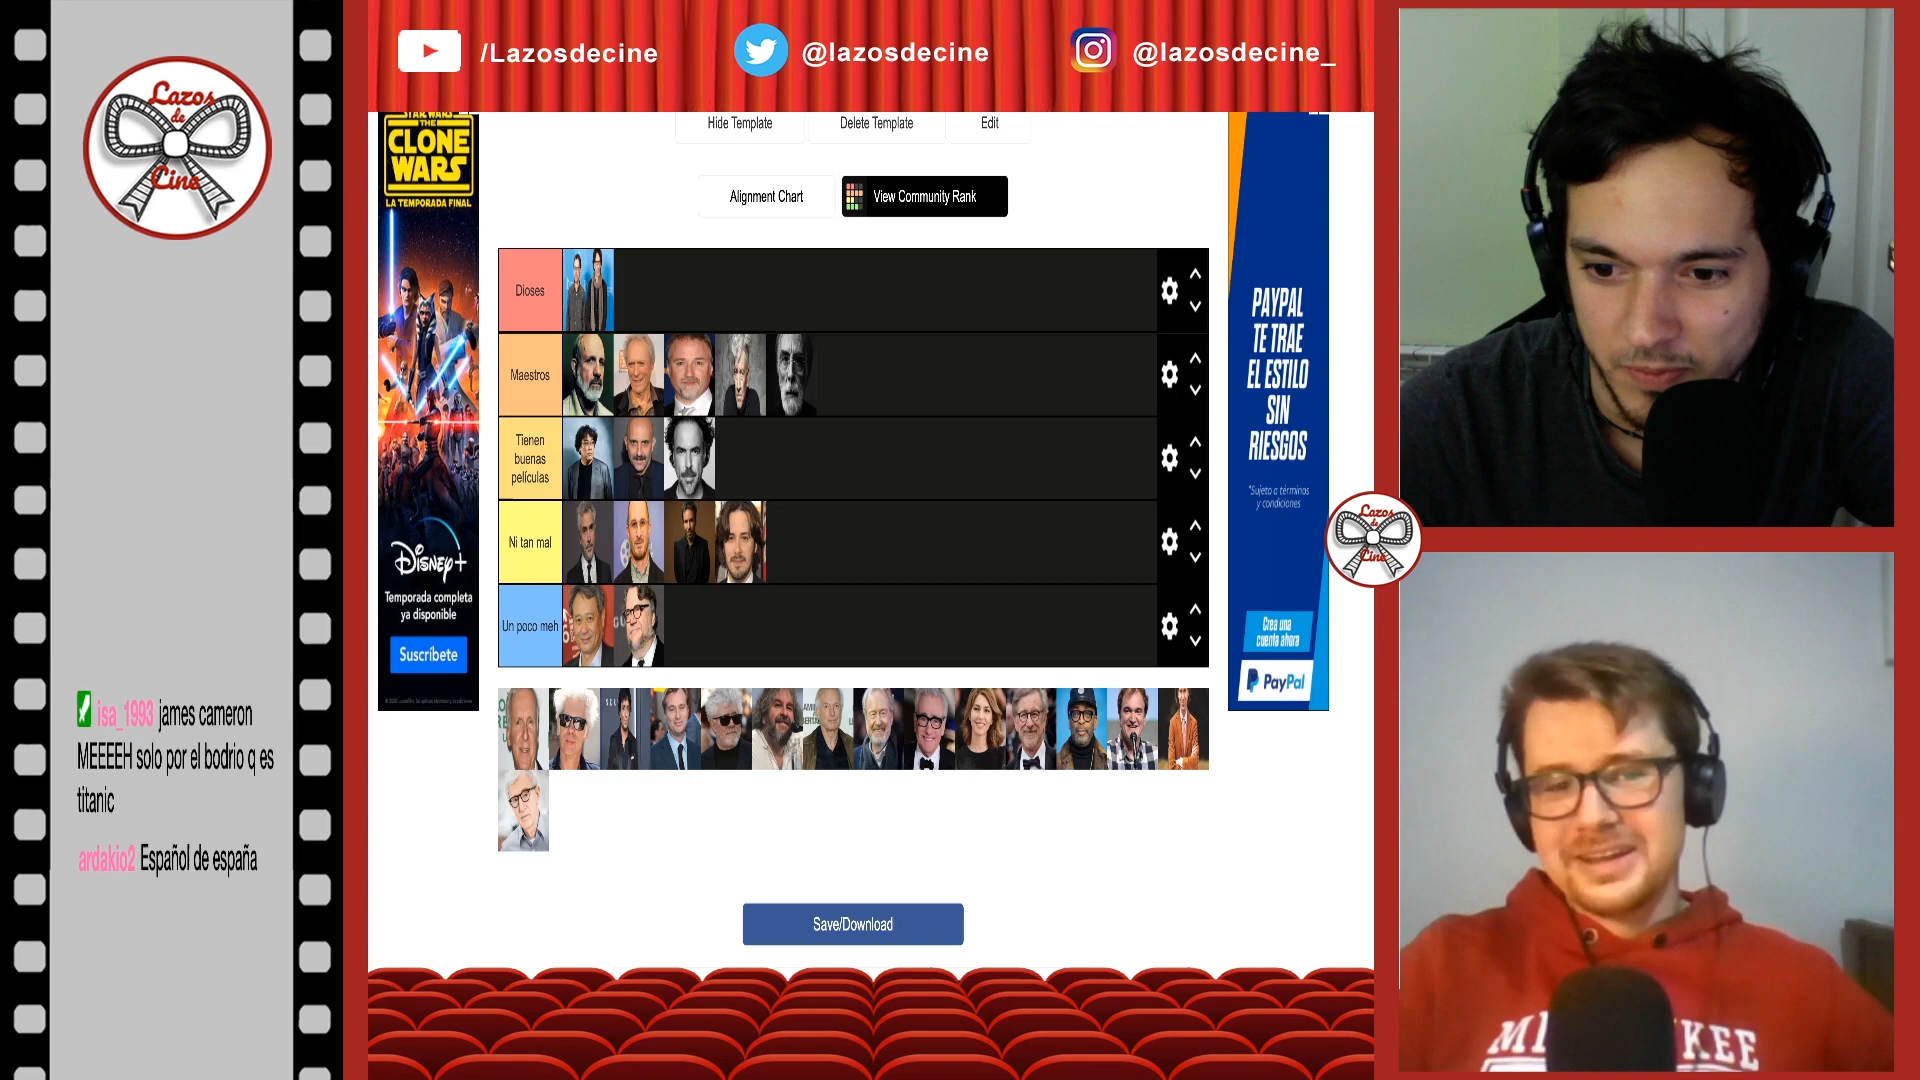 Lazos
de
Cine
/Lazosdecine
@lazosdecine
@lazosdecine_
STAR WARS
THE
CLONE
WARS
LA TEMPORADA FINAL
Disney+
Temporada completa
ya disponible
Suscríbete
Hide Template
Delete Template
Edit
Alignment Chart
View Community Rank
Dioses
Maestros
Tienen
buenas
películas
Ni tan mal
Un poco meh
Save/Download
PAYPAL
TE TRAE
EL ESTILO
SIN
RIESGOS
*Sujeto a términos
y condiciones
Crea una
cuenta ahora
PayPal
Lazos
de
Cine
isa_1993 james cameron
MEEEEH solo por el bodrio q es
titanic
ardakio2 Español de españa